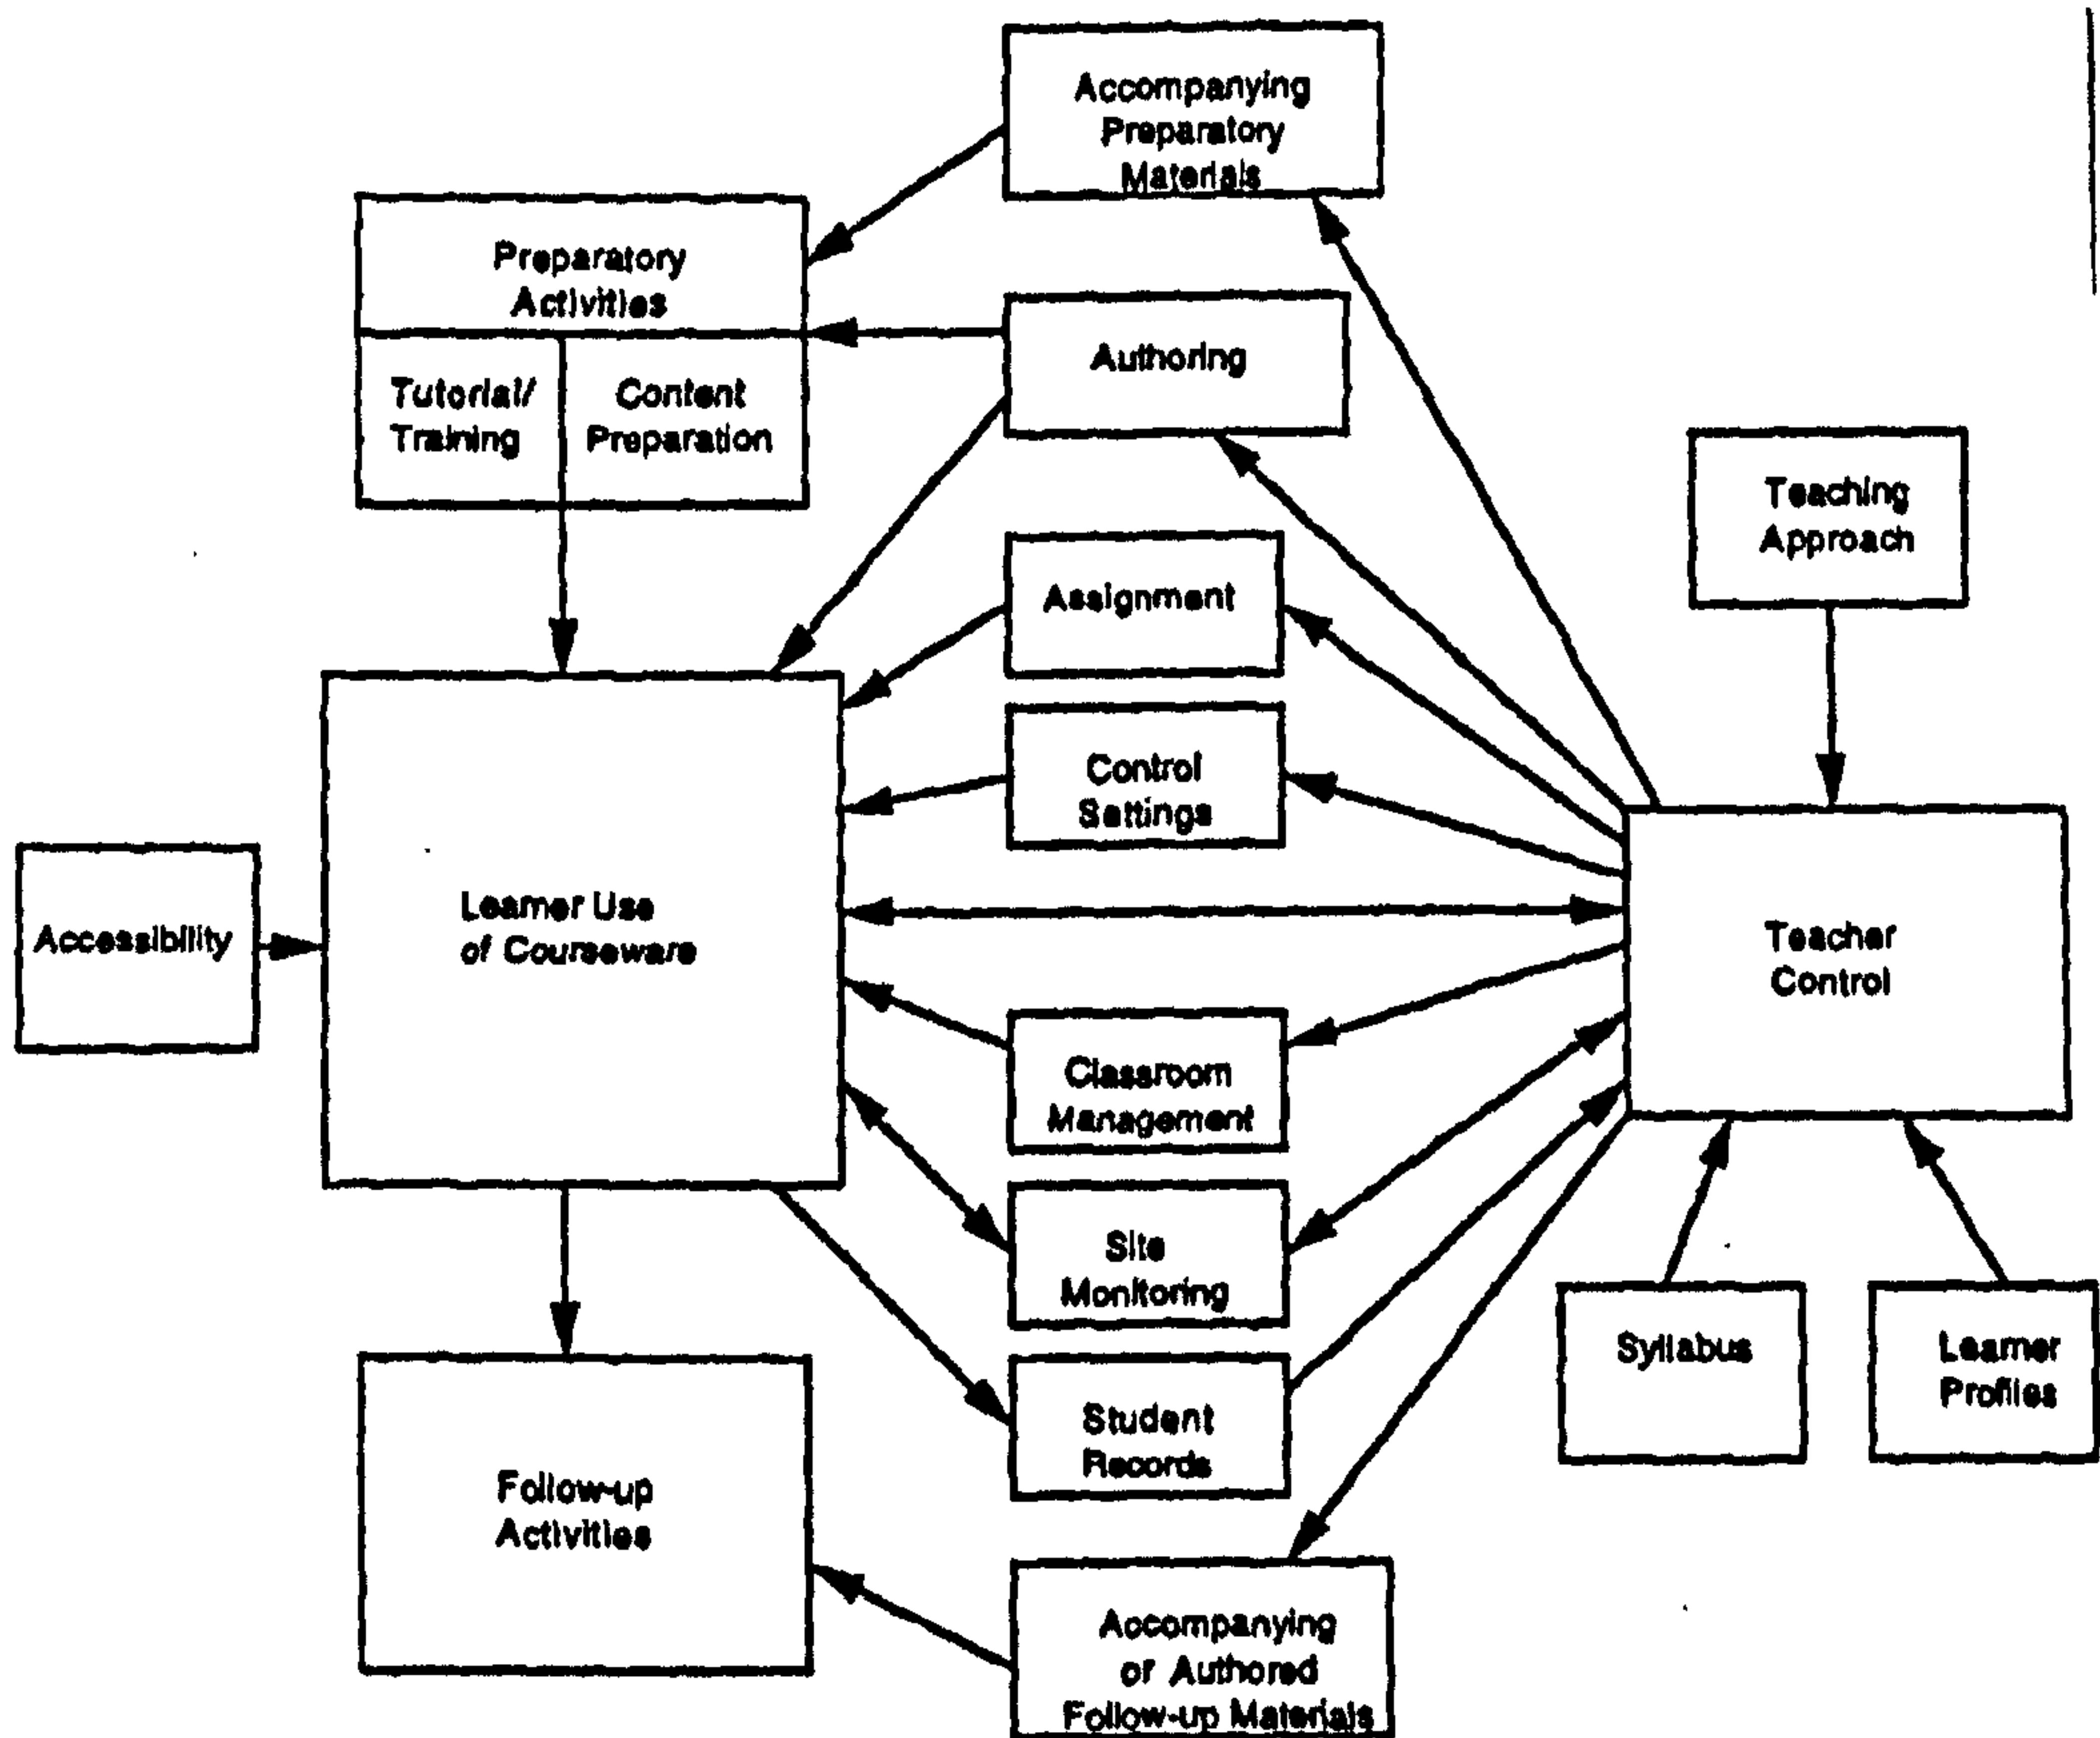 Accompanying
Preparatory
Materials
Preparatory
Activities
Tutorial/
Training
Content
Preparation
Authoring
Teaching
Approach
Assignment
Control
Settings
Accessibility
Learner Use
of Courseware
Teacher
Control
Classroom
Management
Site
Monitoring
Syllabus
Learner
Profiles
Student
Records
Follow-up
Activities
Accompanying
or Authored
Follow-up Materials